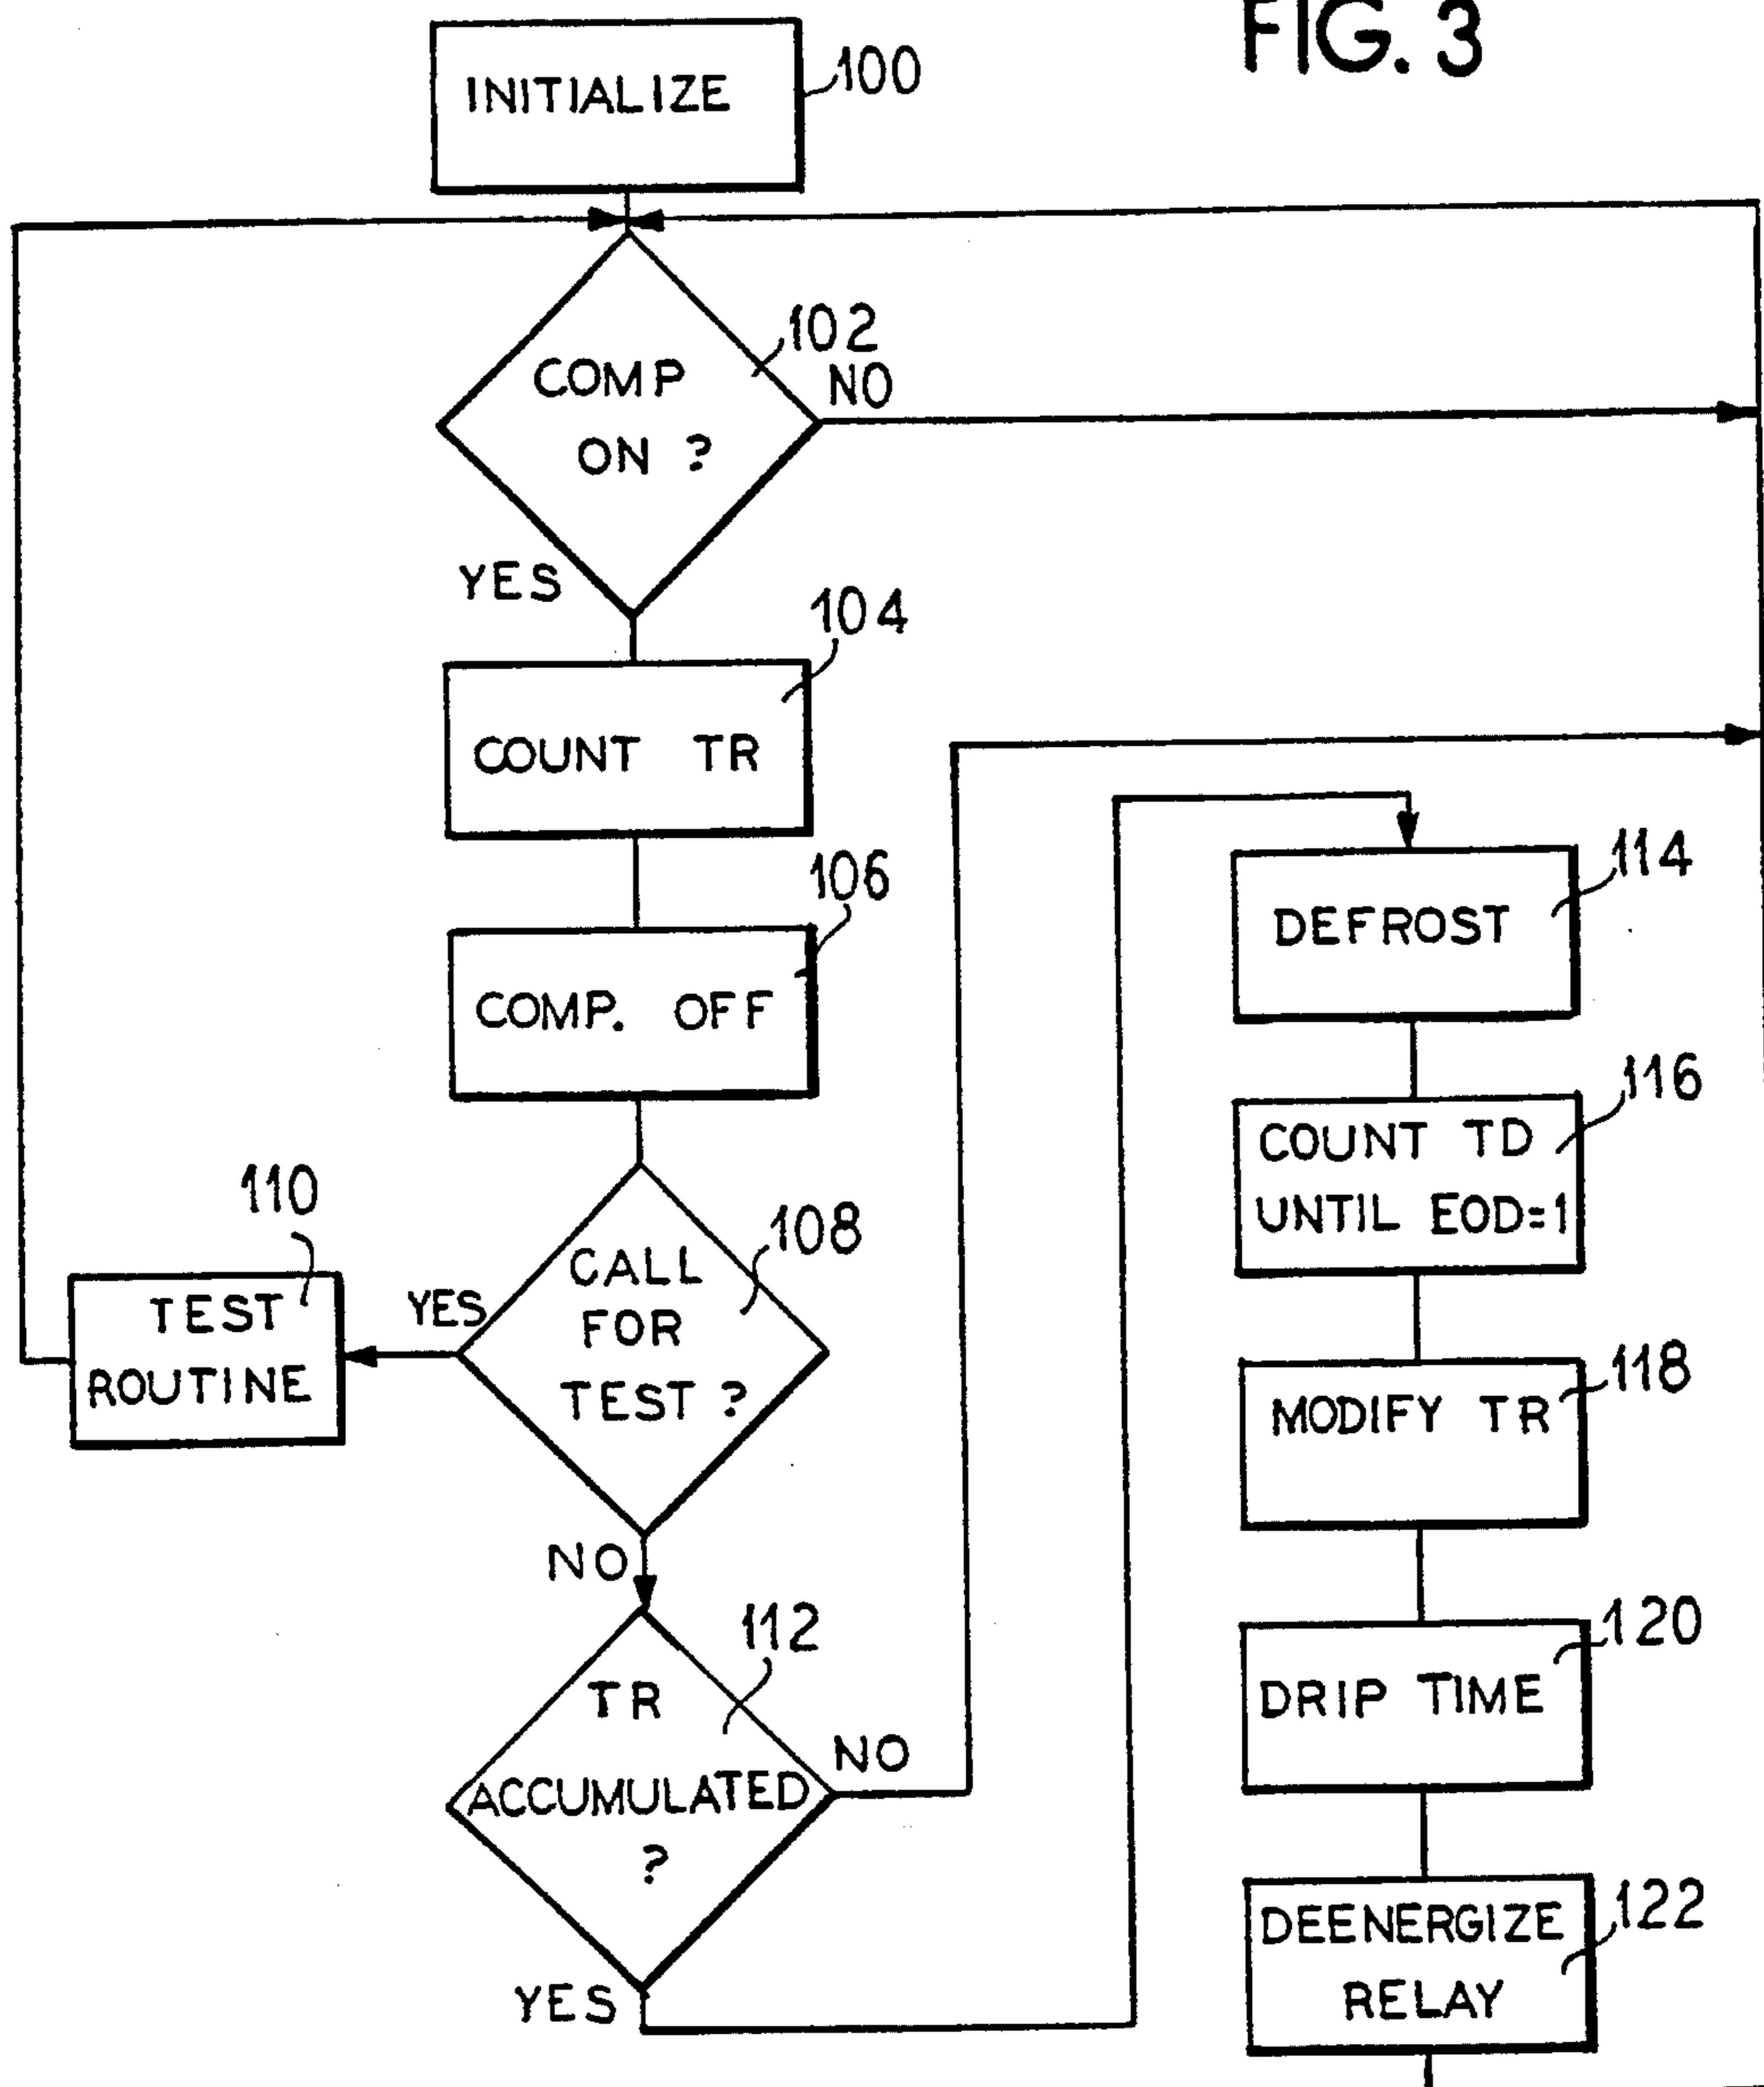 FIG. 3
INITIALIZE
100
102
COMP
ON ?
NO
YES
104
COUNT TR
106
COMP. OFF
108
CALL
FOR
TEST ?
YES
110
TEST
ROUTINE
NO
112
TR
ACCUMULATED
?
NO
YES
114
DEFROST
116
COUNT TD
UNTIL EOD=1
118
MODIFY TR
120
DRIP TIME
122
DEENERGIZE
RELAY